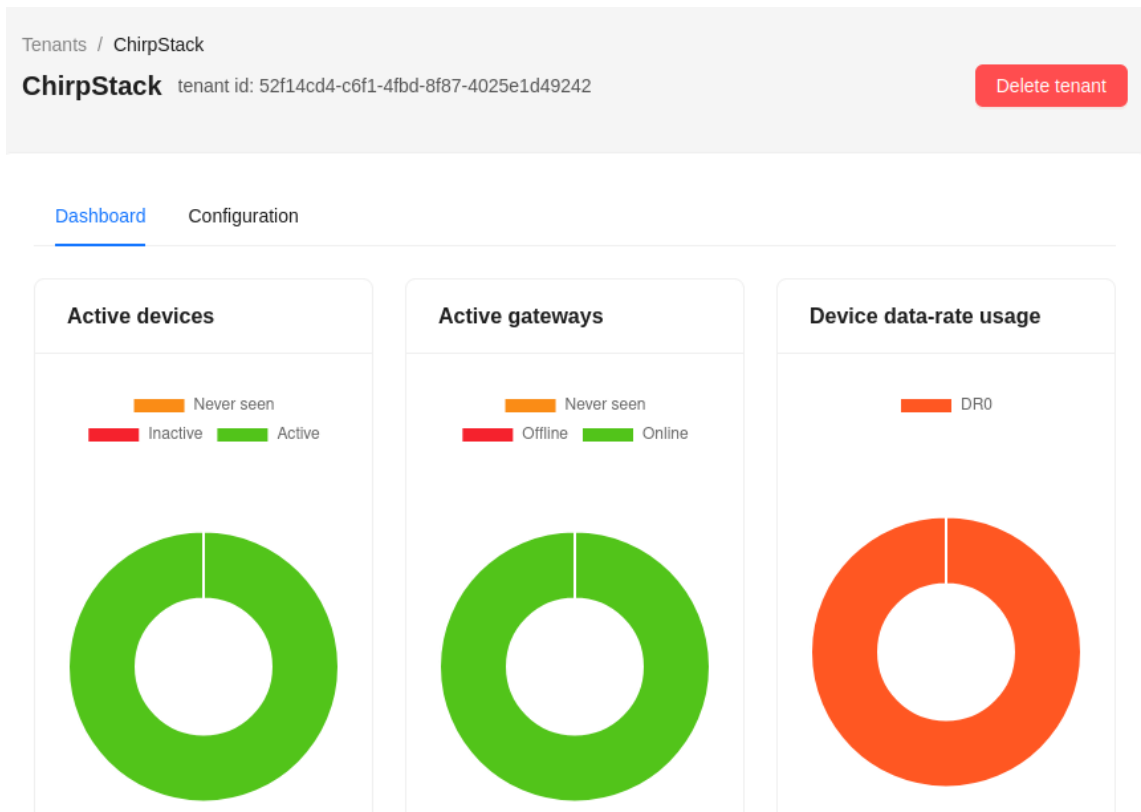 Tenants / ChirpStack
ChirpStack tenant id: 52f14cd4-c6f1-4fbd-8f87-4025e1d49242
Delete tenant
Dashboard Configuration
Active devices
Never seen
Inactive Active
Active gateways
Never seen
Offline Online
Device data-rate usage
DR0